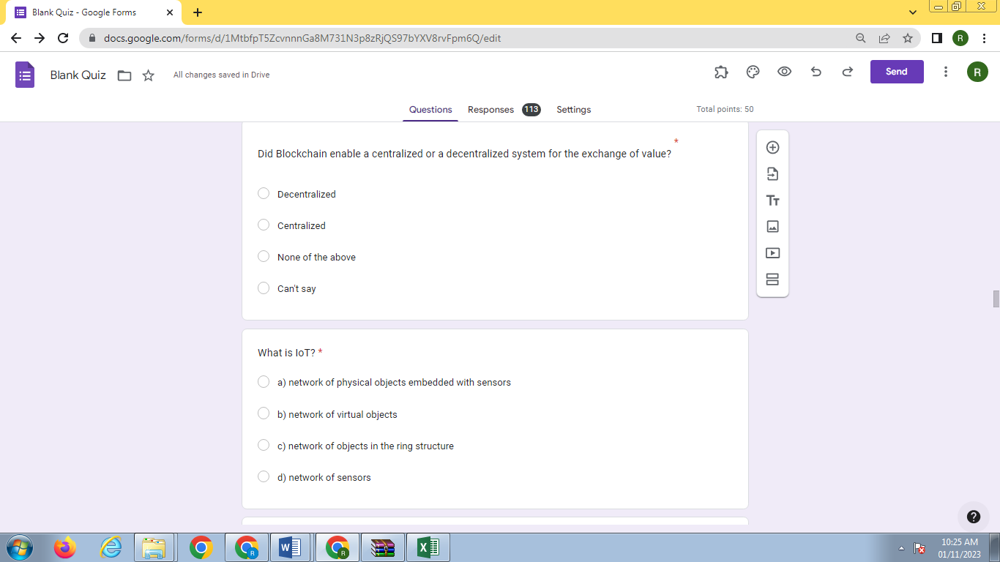 Blank Quiz - Google Forms
docs.google.com/forms/d/1MtbfpT5ZcvnnnGa8M731N3p8zRjQS97bYXV8rvFpm6Q/edit
R
Blank Quiz
All changes saved in Drive
Send
R
Questions
Responses 113
Settings
Total points: 50
Did Blockchain enable a centralized or a decentralized system for the exchange of value? *
Decentralized
Centralized
None of the above
Can't say
What is IoT? *
a) network of physical objects embedded with sensors
b) network of virtual objects
c) network of objects in the ring structure
d) network of sensors
10:25 AM
01/11/2023